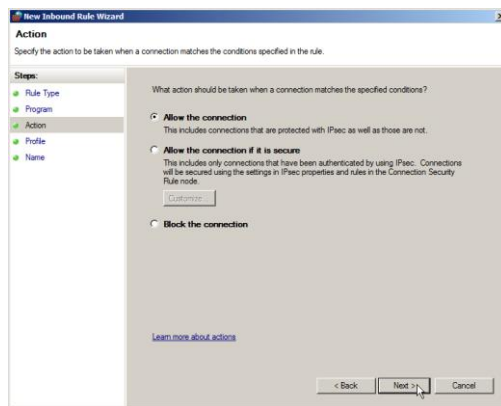 New Inbound Rule Wizard
Action
Specify the action to be taken when a connection matches the conditions specified in the rule.
Steps:
Rule Type
Program
Action
Profile
Name
What action should be taken when a connection matches the specified conditions?
Allow the connection
This includes connections that are protected with IPsec as well as those are not.
Allow the connection if it is secure
This includes only connections that have been authenticated by using IPsec. Connections
will be secured using the settings in IPsec properties and rules in the Connection Security
Rule node.
Customize...
Block the connection
Learn more about actions
< Back
Next >
Cancel